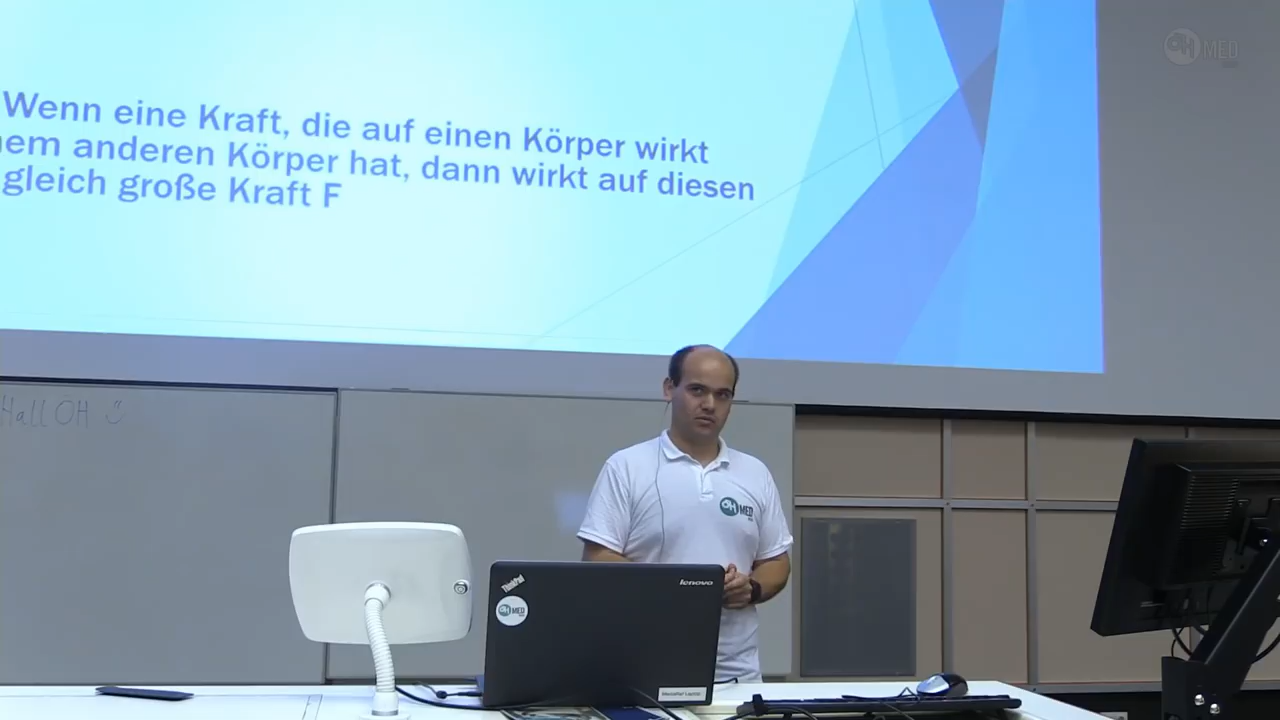 OH MED
Wenn eine Kraft, die auf einen Körper wirkt
nem anderen Körper hat, dann wirkt auf diesen
gleich große Kraft F
Hall OH
OH MED
ThinkPad
lenovo
OH MED